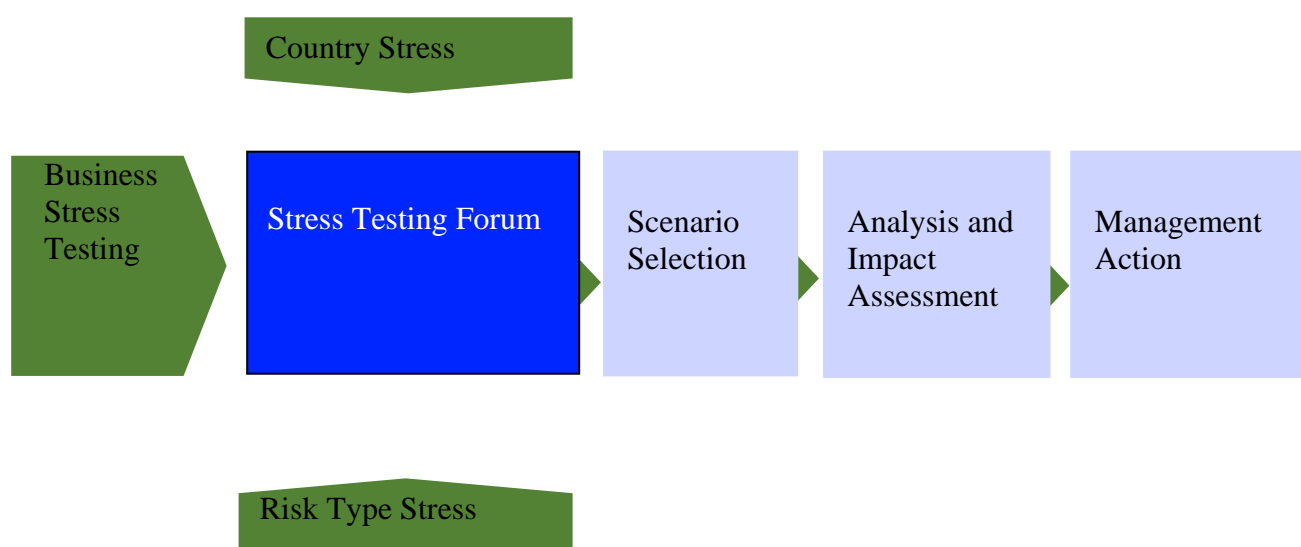 Country Stress
Business
Stress
Testing
Stress Testing Forum
Scenario
Selection
Analysis and
Impact
Assessment
Management
Action
Risk Type Stress